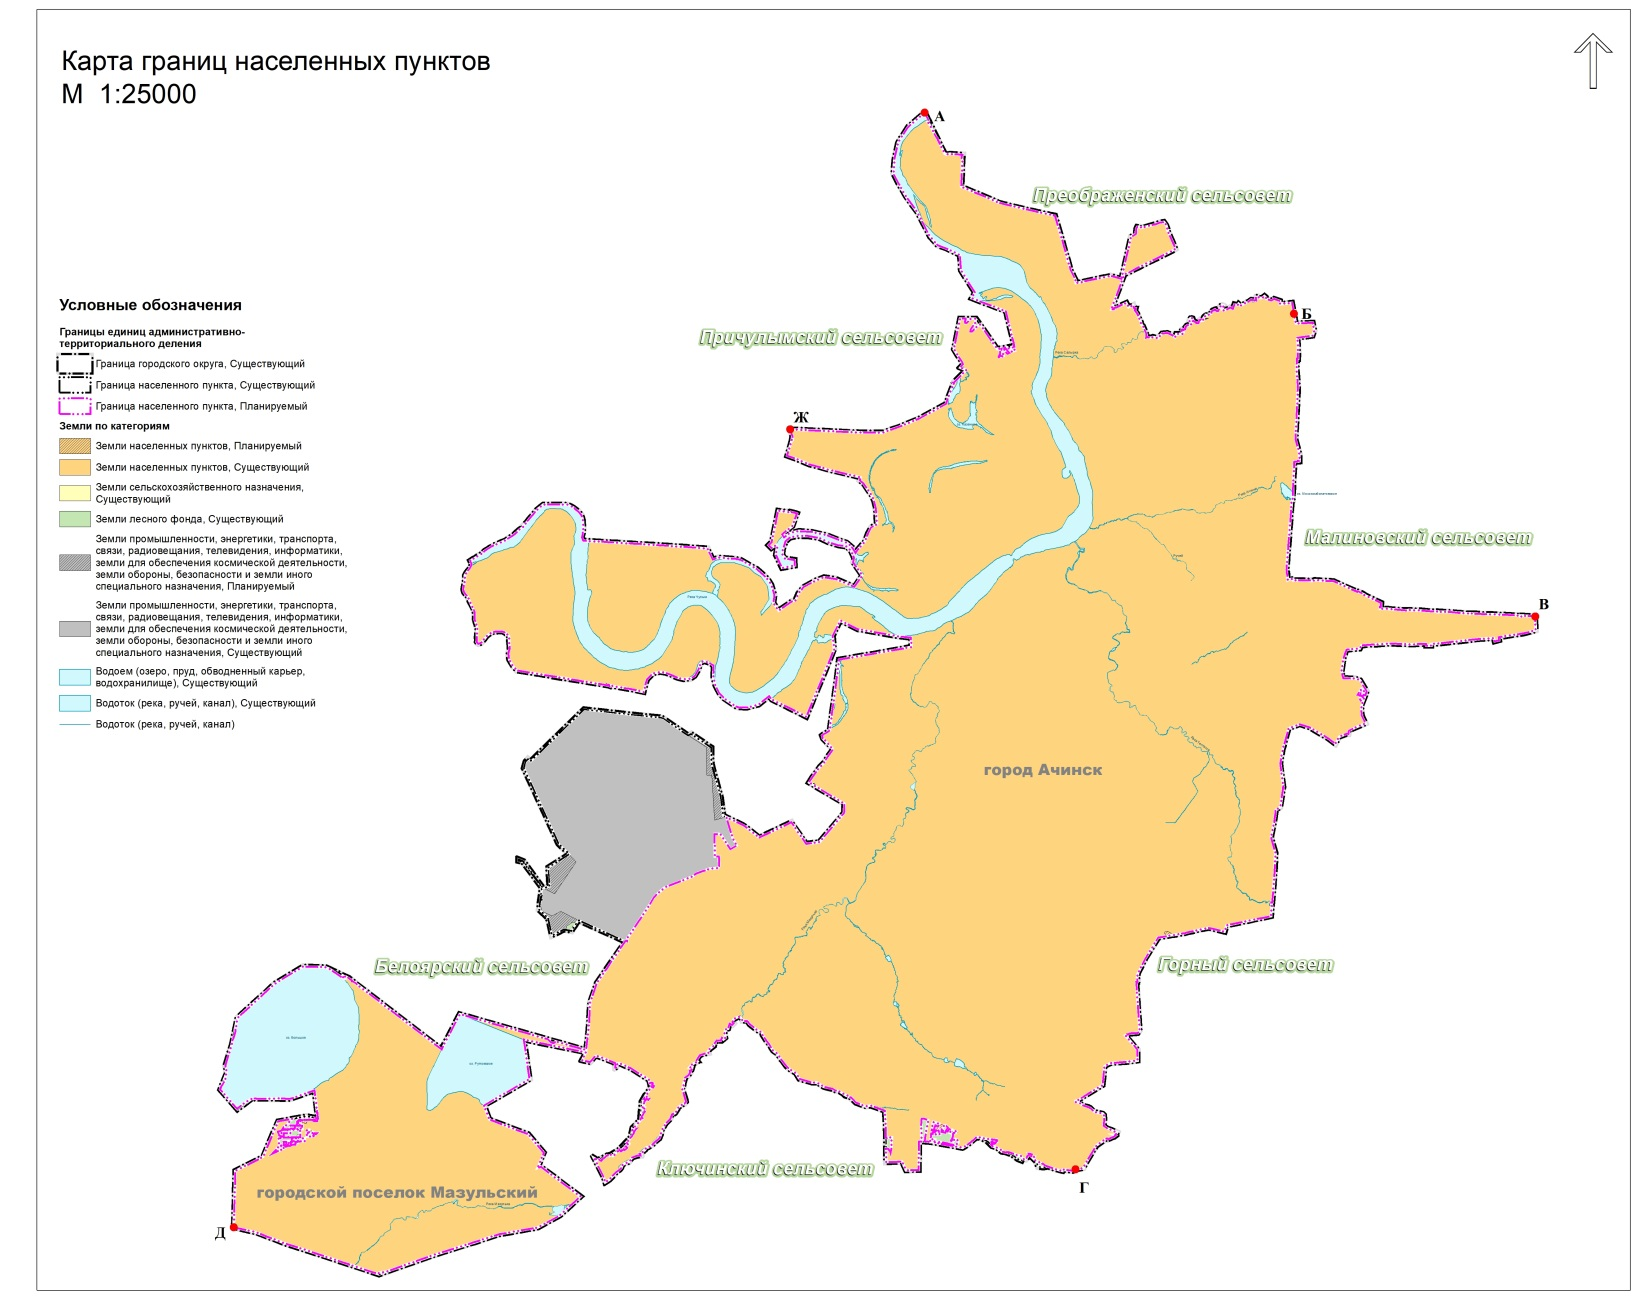 Карта границ населенных пунктов
М 1:25000
А
Преображенский сельсовет
Б
Причулымский сельсовет
Ж
Малиновский сельсовет
В
Условные обозначения
Границы единиц административно-
территориального деления
Граница городского округа, Существующий
Граница населенного пункта, Существующий
Граница населенного пункта, Планируемый
Земли по категориям
Земли населенных пунктов, Планируемый
Земли населенных пунктов, Существующий
Земли сельскохозяйственного назначения,
Существующий
Земли лесного фонда, Существующий
Земли промышленности, энергетики, транспорта,
связи, радиовещания, телевидения, информатики,
земли для обеспечения космической деятельности,
земли обороны, безопасности и земли иного
специального назначения, Планируемый
Земли промышленности, энергетики, транспорта,
связи, радиовещания, телевидения, информатики,
земли для обеспечения космической деятельности,
земли обороны, безопасности и земли иного
специального назначения, Существующий
Водоем (озеро, пруд, обводненный карьер,
водохранилище), Существующий
Водоток (река, ручей, канал), Существующий
Водоток (река, ручей, канал)
город Ачинск
Белоярский сельсовет
Горный сельсовет
Ключинский сельсовет
Г
городской поселок Мазульский
Д